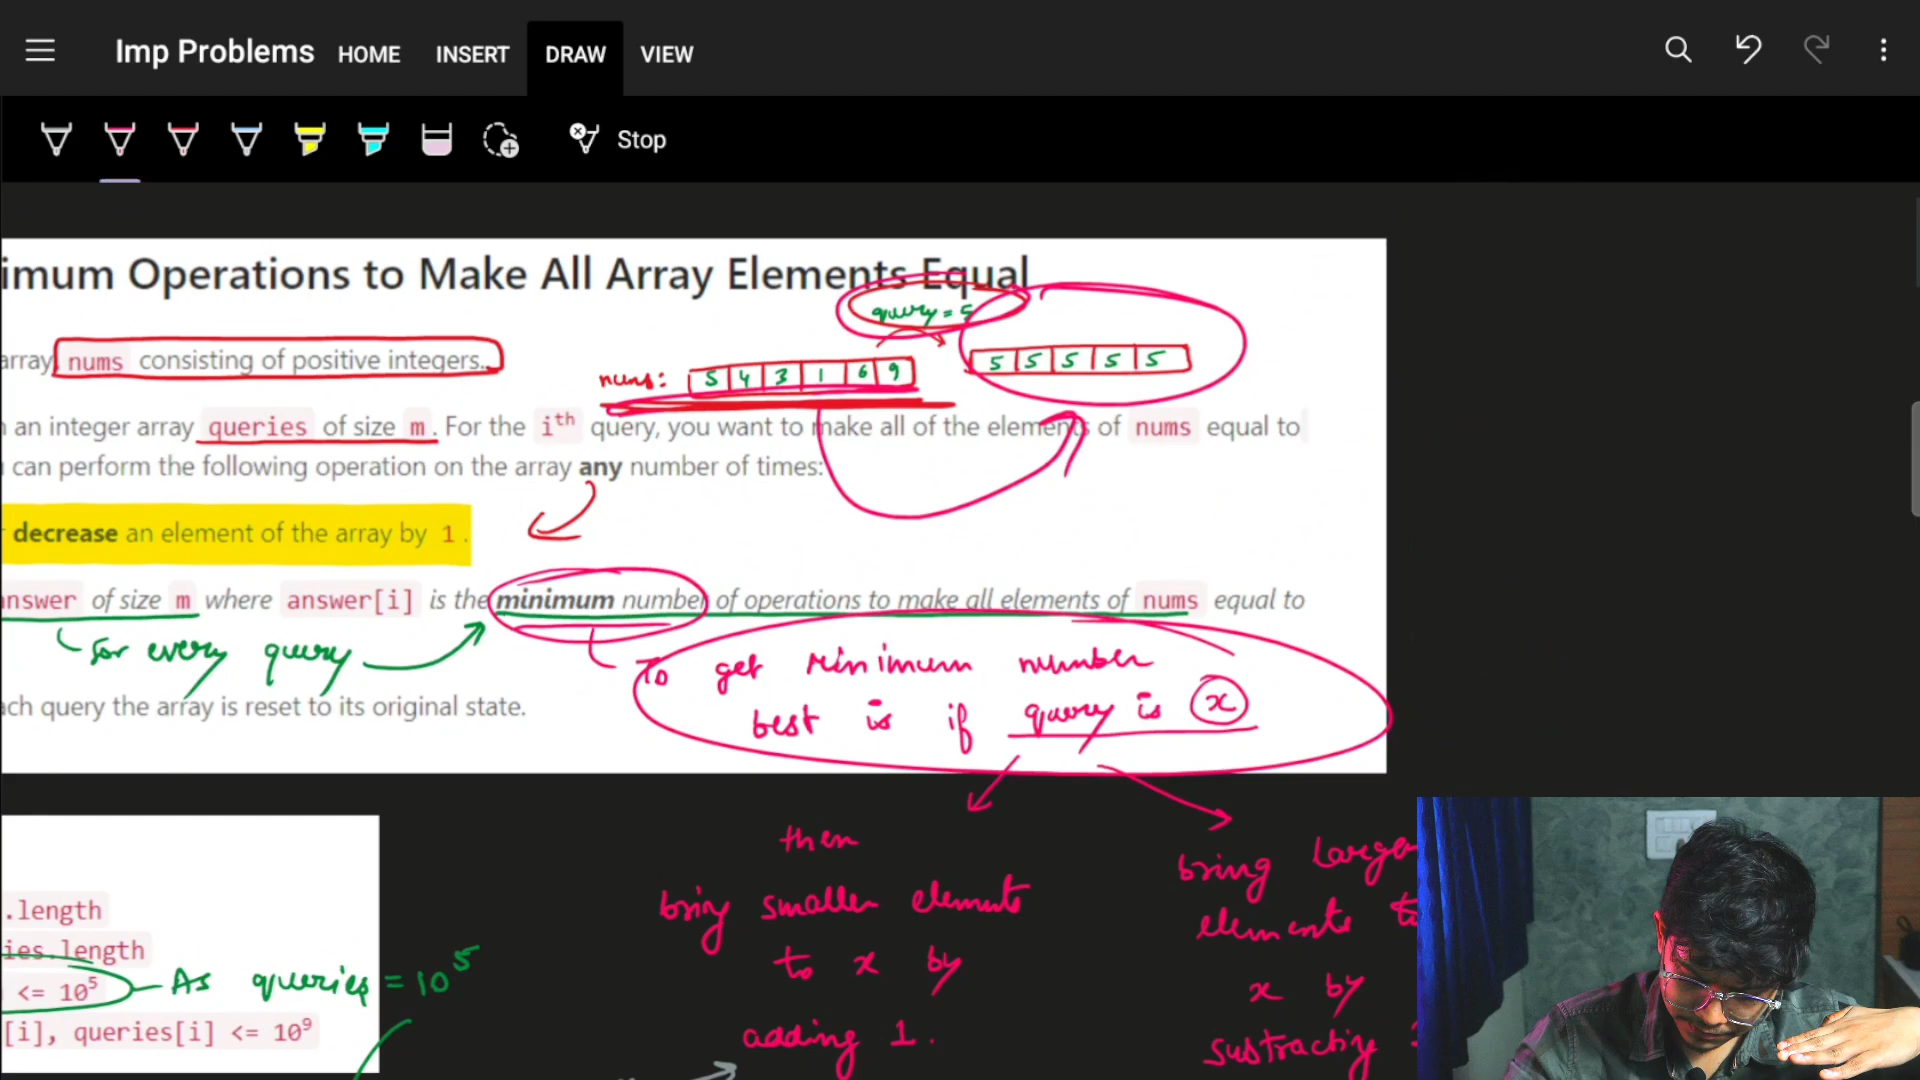 Imp Problems HOME INSERT DRAW VIEW
Stop
imum Operations to Make All Array Elements Equal
query = 5
array nums consisting of positive integers.
nums: 5 4 3 1 6 9
5 5 5 5 5
an integer array queries of size m. For the ith query, you want to make all of the elements of nums equal to
can perform the following operation on the array any number of times:
decrease an element of the array by 1.
answer of size m where answer[i] is the minimum number of operations to make all elements of nums equal to
for every query
To get minimum number
best is if query is x
ach query the array is reset to its original state.
then
bring smaller elements
to x by
adding 1.
bring large
elements to
x by
subtracting
.length
ies.length
<= 10^5
As queries = 10^5
[i], queries[i] <= 10^9